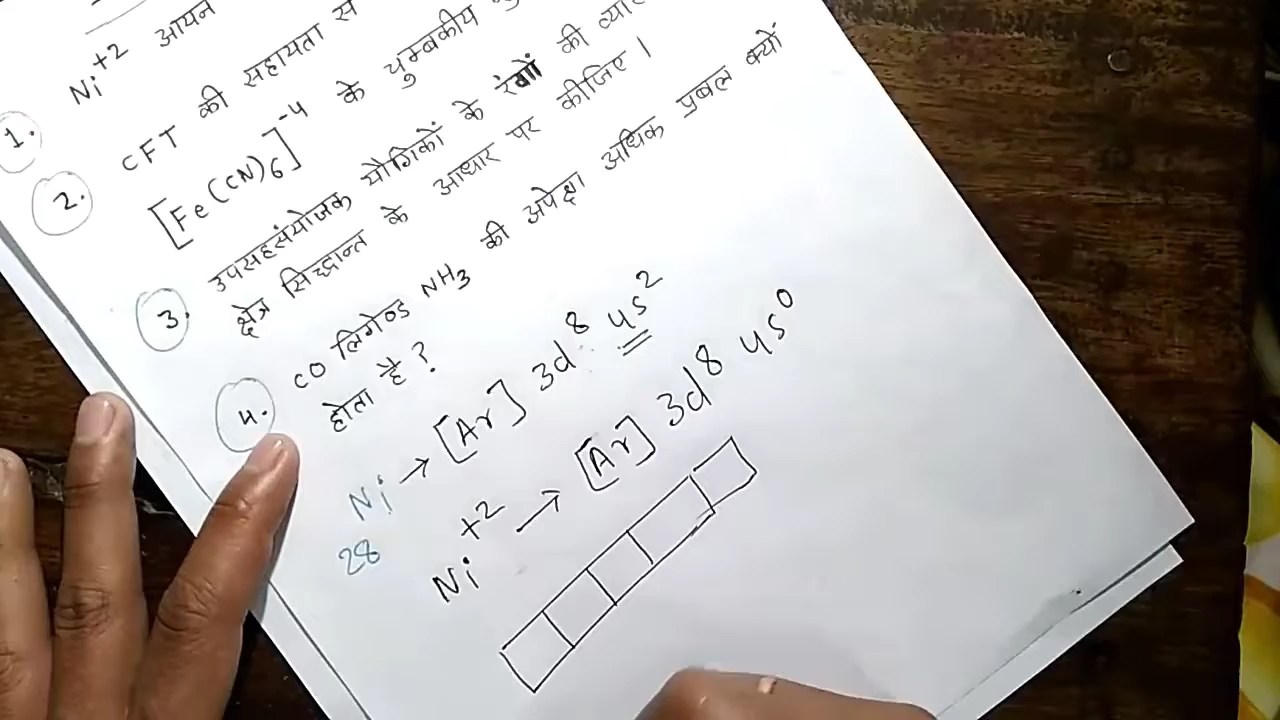 1. Ni+2 आयन
2. CFT की सहायता से
[Fe(CN)6]-4 के चुम्बकीय
3. उपसहसंयोजक यौगिकों के रंगों की
क्षेत्र सिद्धान्त के आधार पर कीजिए।
4. CO लिगेण्ड NH3 की अपेक्षा अधिक प्रबल क्यों
होता है?
Ni → [Ar] 3d8 4s2
28
Ni+2 → [Ar] 3d8 4s0